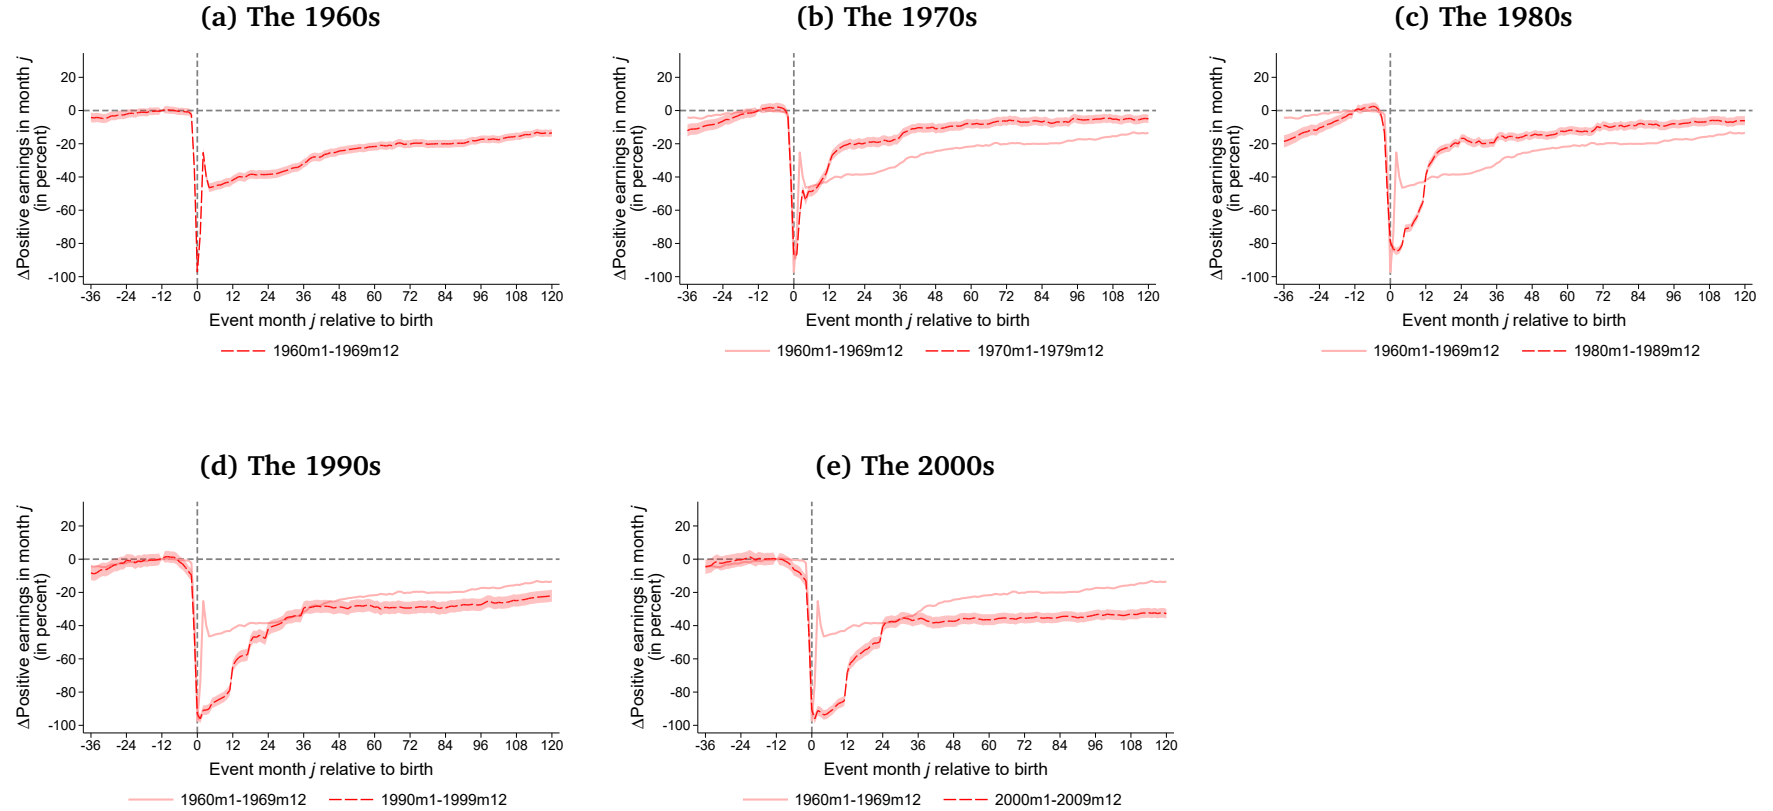 (a) The 1960s
ΔPositive earnings in month j
(in percent)
20
0
-20
-40
-60
-80
-100
-36 -24 -12 0 12 24 36 48 60 72 84 96 108 120
Event month j relative to birth
1960m1-1969m12
(b) The 1970s
ΔPositive earnings in month j
(in percent)
20
0
-20
-40
-60
-80
-100
-36 -24 -12 0 12 24 36 48 60 72 84 96 108 120
Event month j relative to birth
1960m1-1969m12 1970m1-1979m12
(c) The 1980s
ΔPositive earnings in month j
(in percent)
20
0
-20
-40
-60
-80
-100
-36 -24 -12 0 12 24 36 48 60 72 84 96 108 120
Event month j relative to birth
1960m1-1969m12 1980m1-1989m12
(d) The 1990s
ΔPositive earnings in month j
(in percent)
20
0
-20
-40
-60
-80
-100
-36 -24 -12 0 12 24 36 48 60 72 84 96 108 120
Event month j relative to birth
1960m1-1969m12 1990m1-1999m12
(e) The 2000s
ΔPositive earnings in month j
(in percent)
20
0
-20
-40
-60
-80
-100
-36 -24 -12 0 12 24 36 48 60 72 84 96 108 120
Event month j relative to birth
1960m1-1969m12 2000m1-2009m12